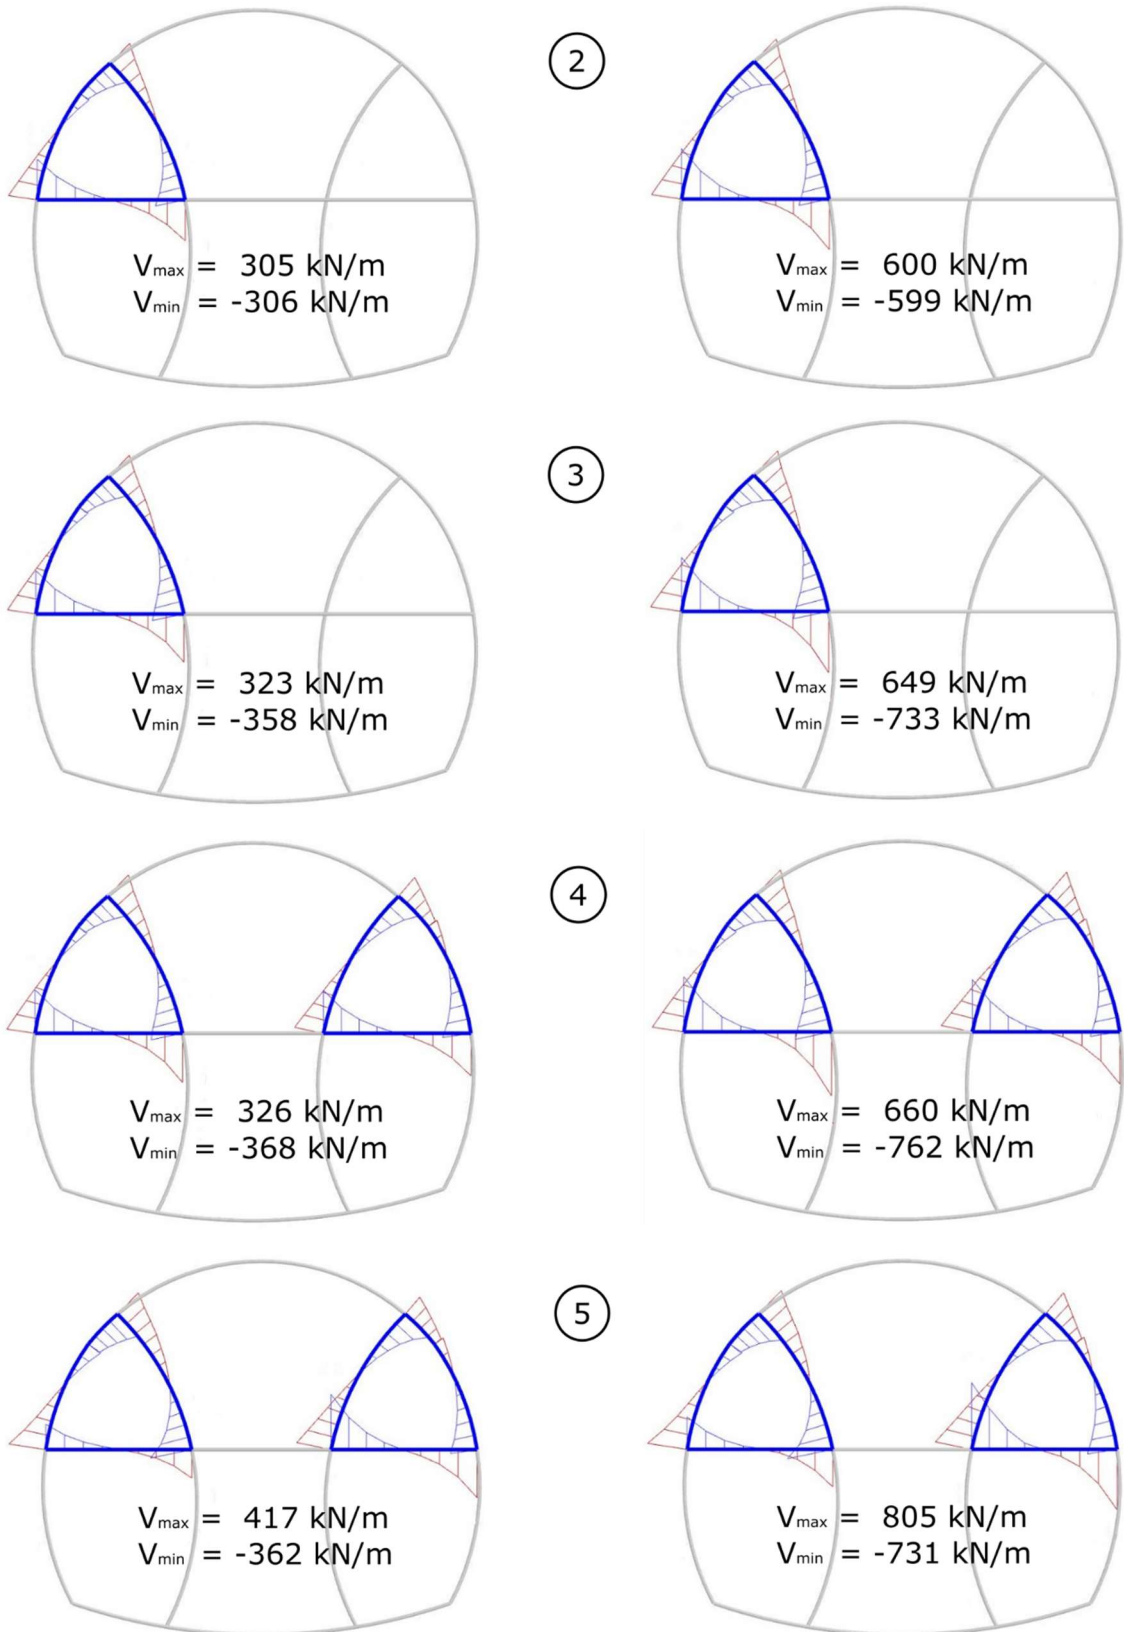 2
Vmax = 305 kN/m
Vmin = -306 kN/m
Vmax = 600 kN/m
Vmin = -599 kN/m
3
Vmax = 323 kN/m
Vmin = -358 kN/m
Vmax = 649 kN/m
Vmin = -733 kN/m
4
Vmax = 326 kN/m
Vmin = -368 kN/m
Vmax = 660 kN/m
Vmin = -762 kN/m
5
Vmax = 417 kN/m
Vmin = -362 kN/m
Vmax = 805 kN/m
Vmin = -731 kN/m